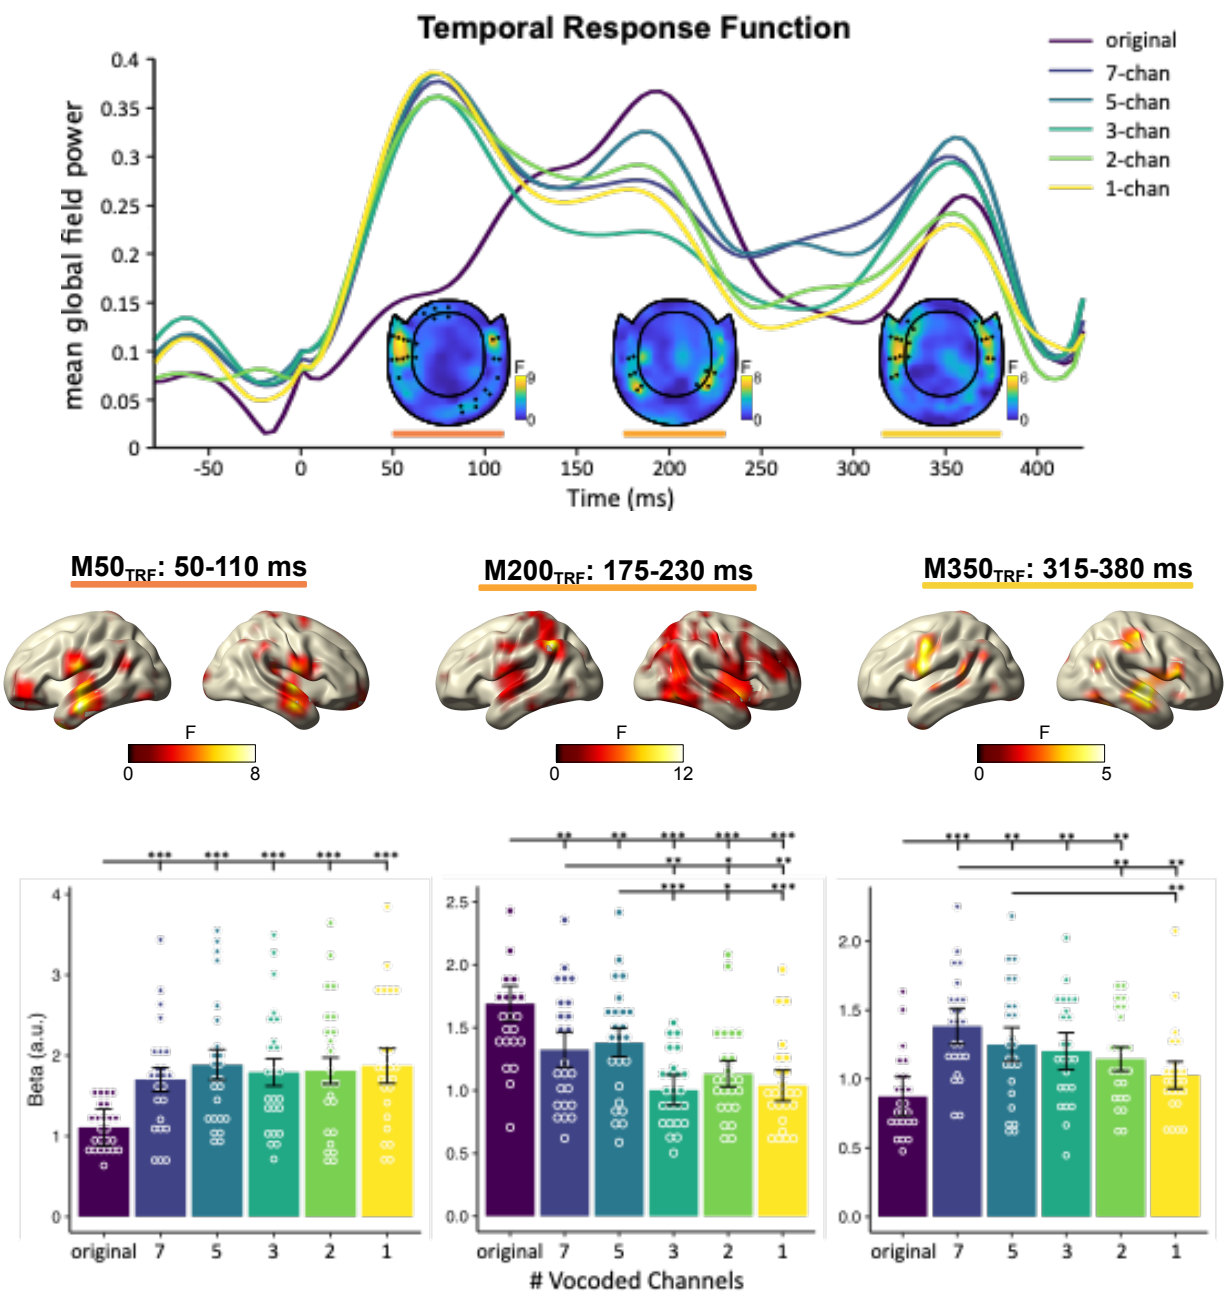 Temporal Response Function
original
7-chan
5-chan
3-chan
2-chan
1-chan
mean global field power
0.4
0.35
0.3
0.25
0.2
0.15
0.1
0.05
0
F
9
0
F
8
0
F
6
0
-50 0 50 100 150 200 250 300 350 400
Time (ms)
M50TRF: 50-110 ms
M200TRF: 175-230 ms
M350TRF: 315-380 ms
F
0 8
F
0 12
F
0 5
*** *** *** *** ***
** ** *** *** ***
** * **
*** * ***
*** ** ** **
** **
**
Beta (a.u.)
4
3
2
1
0
2.5
2.0
1.5
1.0
0.5
0.0
2.0
1.5
1.0
0.5
0.0
original 7 5 3 2 1
original 7 5 3 2 1
original 7 5 3 2 1
# Vocoded Channels